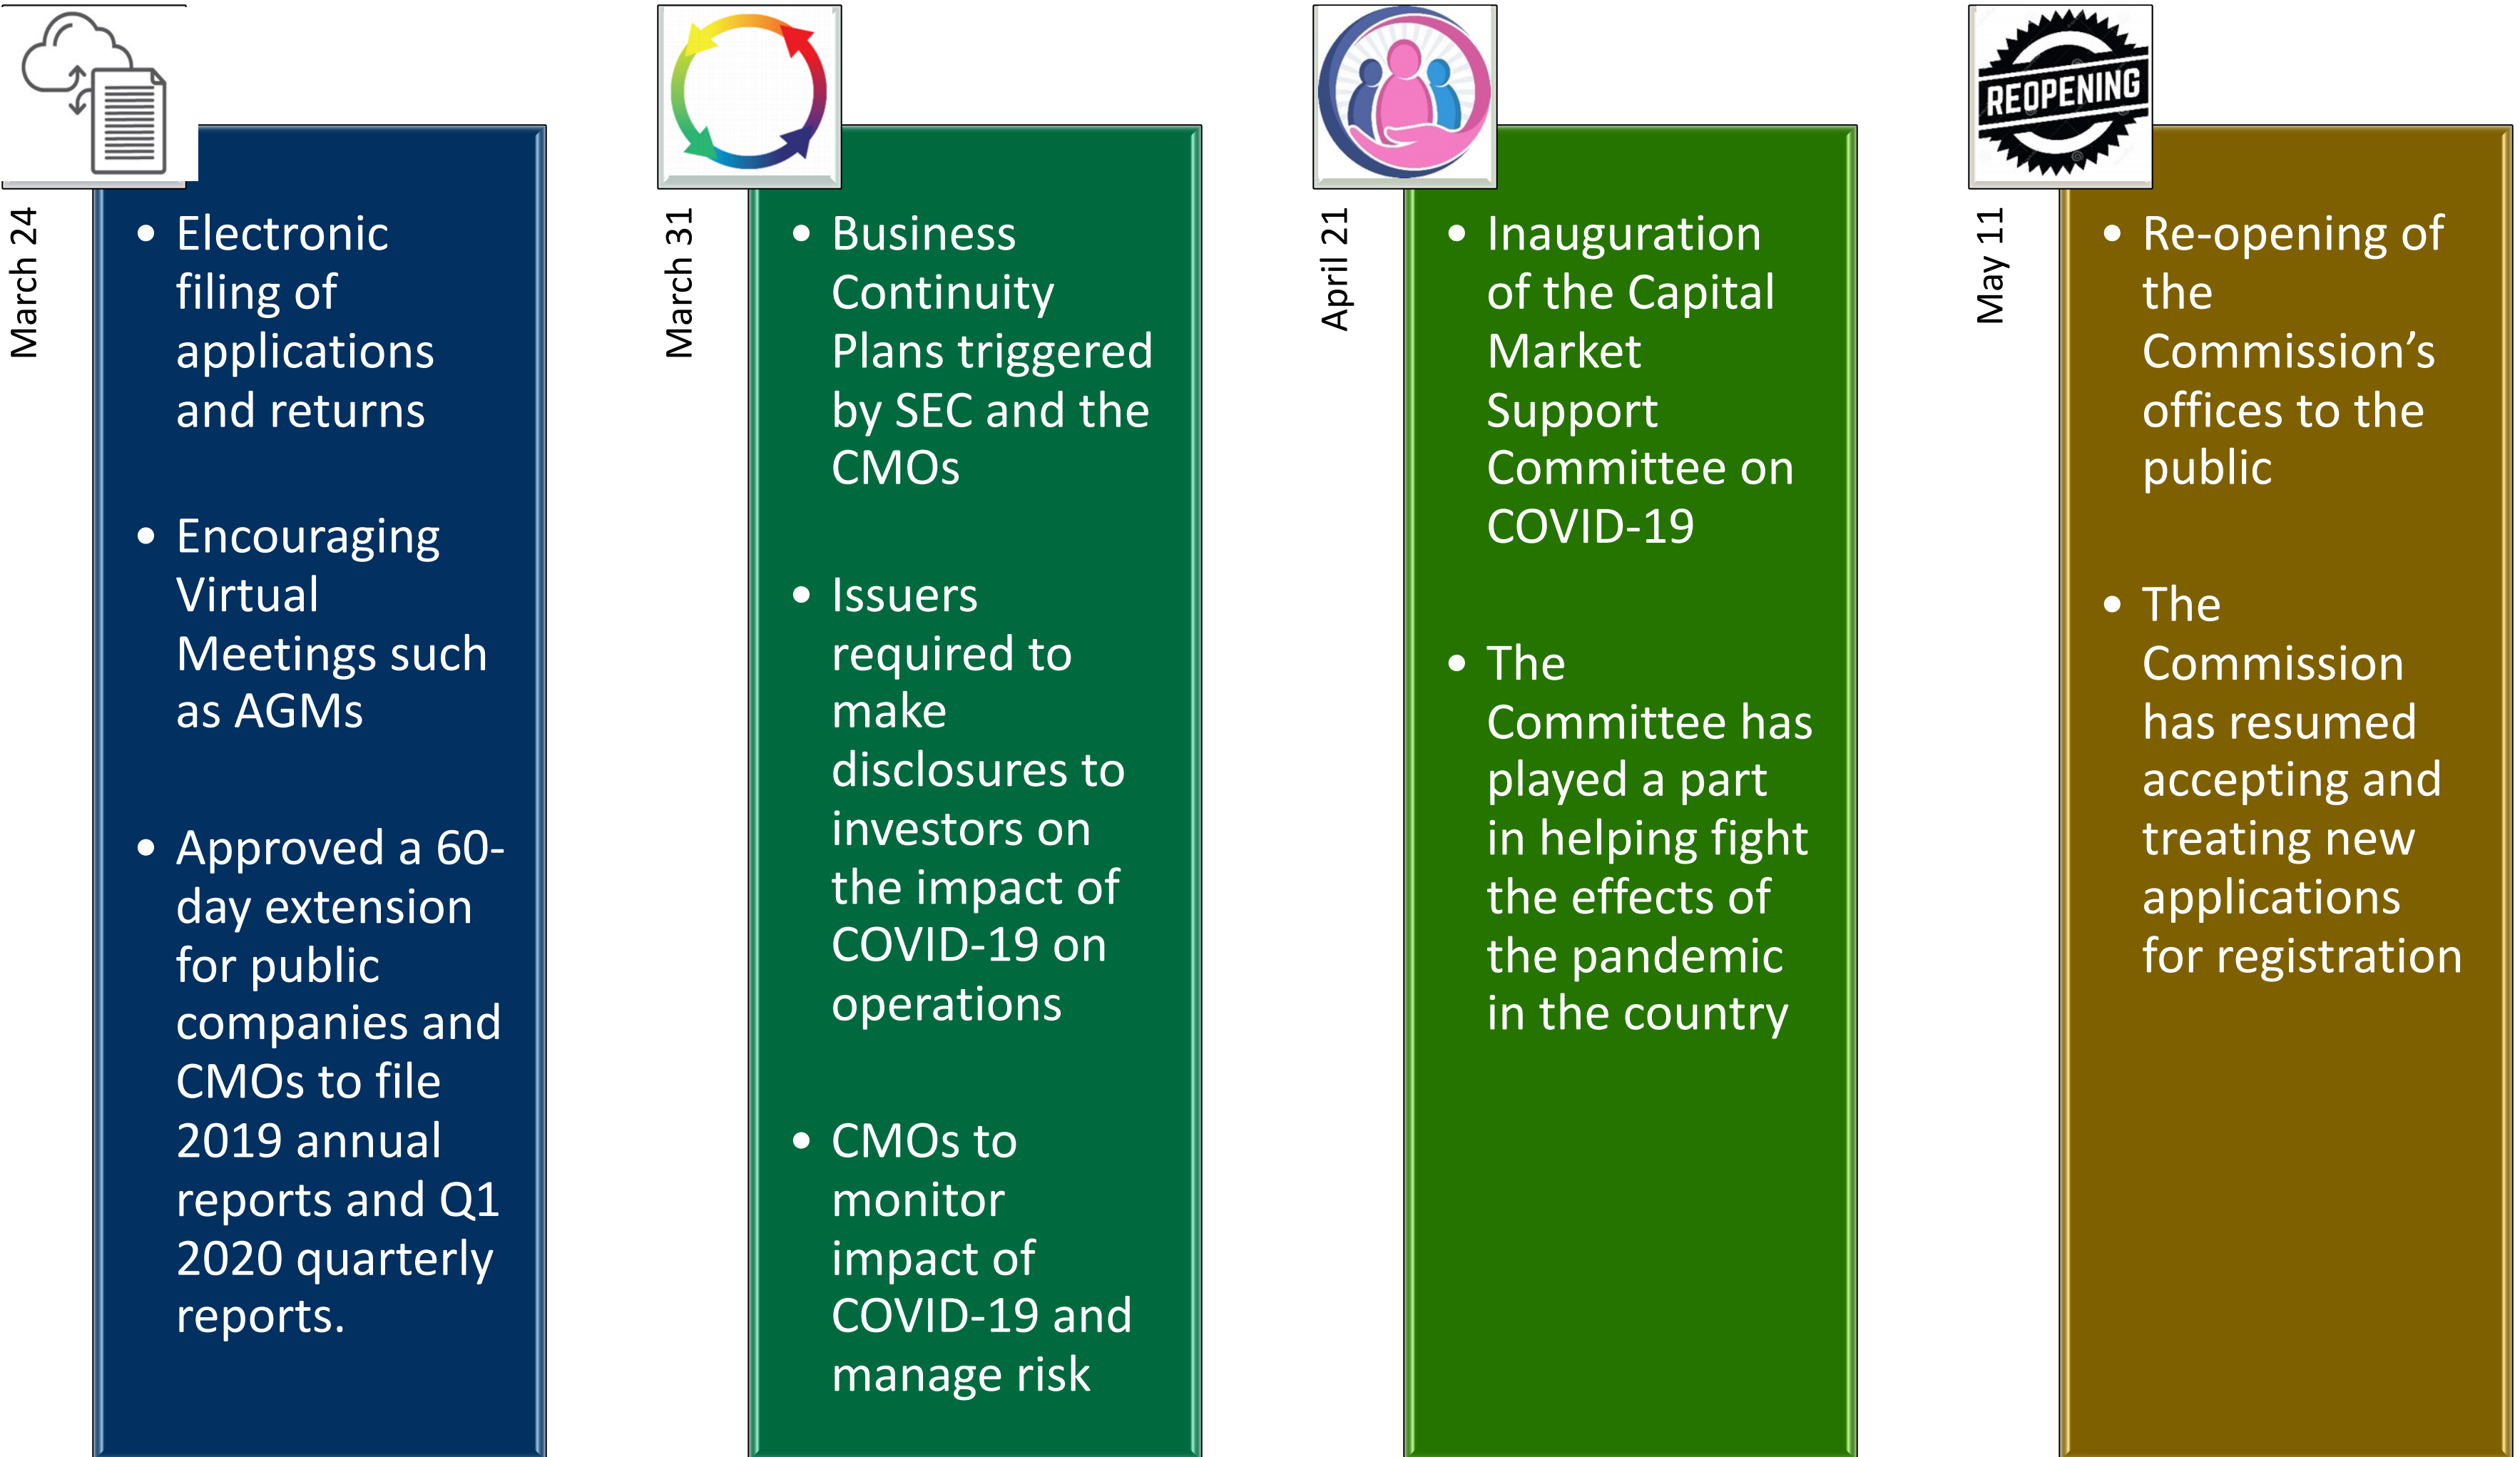 March 24
• Electronic
filing of
applications
and returns
• Encouraging
Virtual
Meetings such
as AGMs
• Approved a 60-
day extension
for public
companies and
CMOs to file
2019 annual
reports and Q1
2020 quarterly
reports.
March 31
• Business
Continuity
Plans triggered
by SEC and the
CMOs
• Issuers
required to
make
disclosures to
investors on
the impact of
COVID-19 on
operations
• CMOs to
monitor
impact of
COVID-19 and
manage risk
April 21
• Inauguration
of the Capital
Market
Support
Committee on
COVID-19
• The
Committee has
played a part
in helping fight
the effects of
the pandemic
in the country
REOPENING
May 11
• Re-opening of
the
Commission’s
offices to the
public
• The
Commission
has resumed
accepting and
treating new
applications
for registration